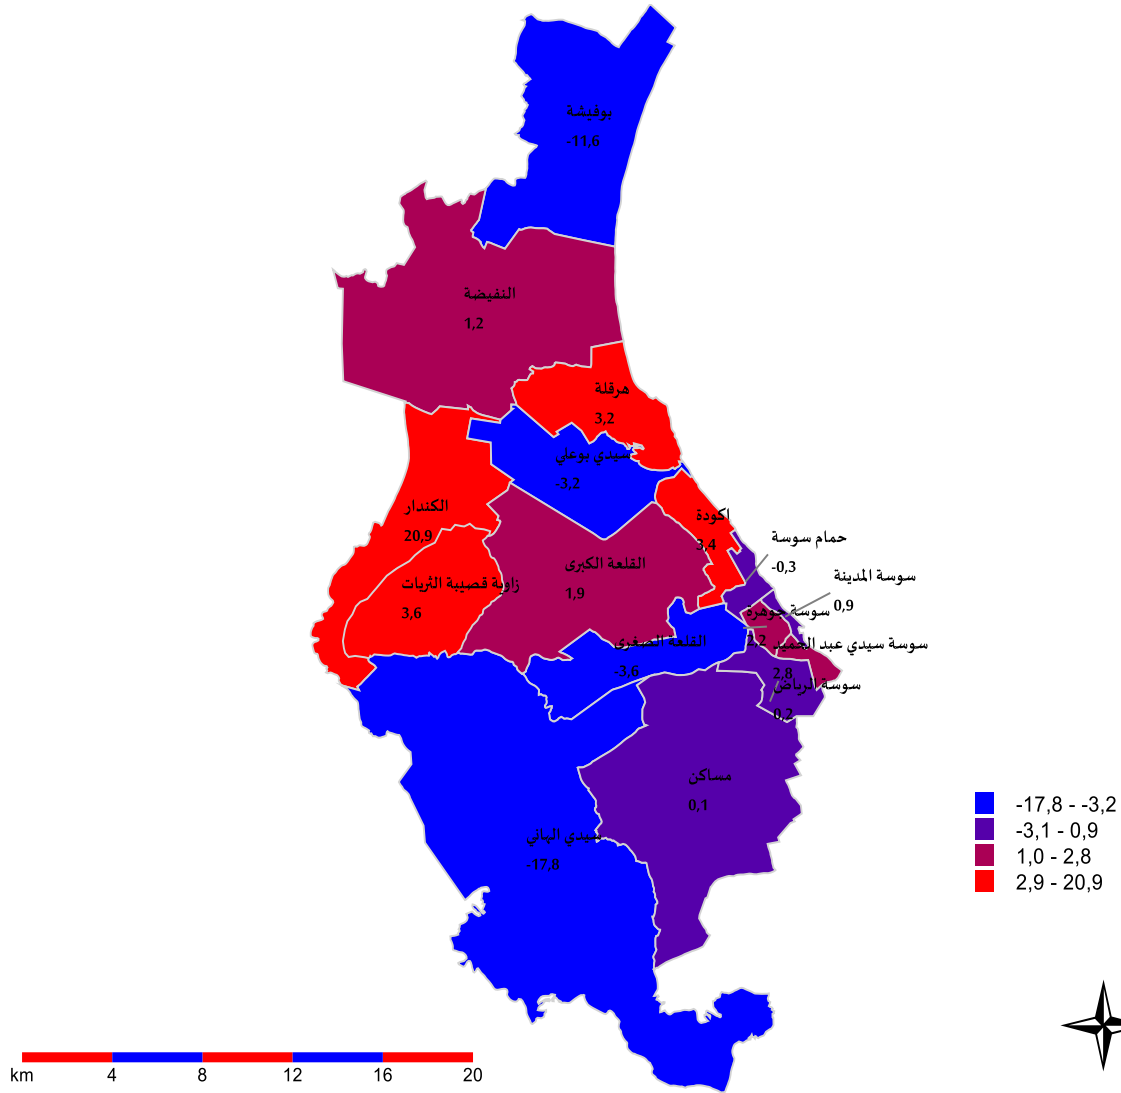 بوفيشة
-11,6
النفيضة
1,2
هرقلة
3,2
سيدي بوعلي
-3,2
الكندار
20,9
اكودة
3,4
حمام سوسة
-0,3
القلعة الكبرى
1,9
سوسة المدينة
0,9
زاوية قصيبة الثريات
3,6
سوسة جوهرة
2,2
القلعة الصغرى
-3,6
سوسة سيدي عبد الحميد
2,8
سوسة الرياض
0,2
مساكن
0,1
سيدي الهاني
-17,8
-17,8 - -3,2
-3,1 - 0,9
1,0 - 2,8
2,9 - 20,9
km 4 8 12 16 20